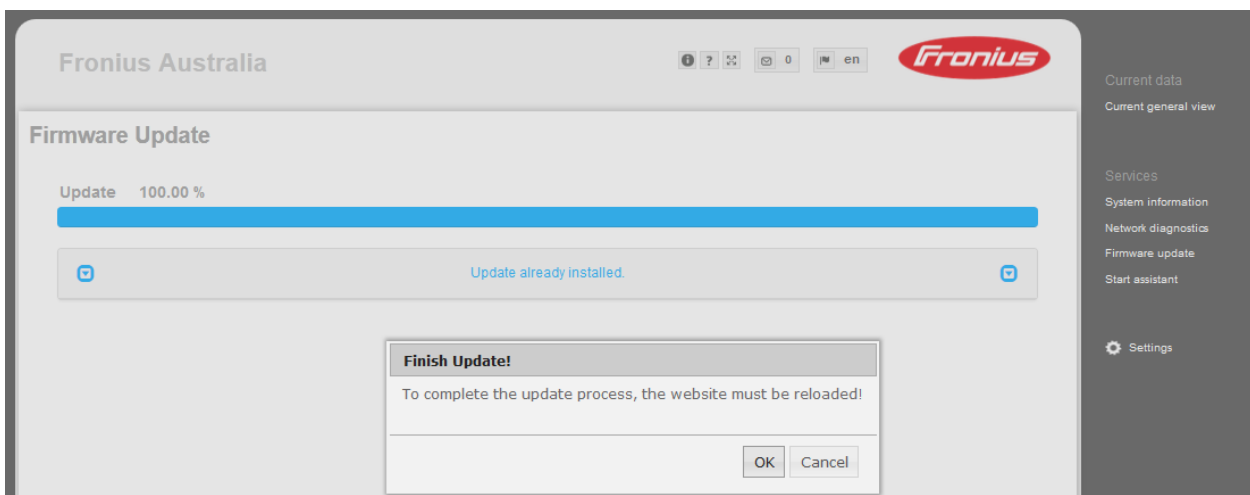 Fronius Australia
? 0 en
Fronius
Firmware Update
Update 100.00 %
Update already installed.
Finish Update!
To complete the update process, the website must be reloaded!
OK Cancel
Current data
Current general view
Services
System information
Network diagnostics
Firmware update
Start assistant
Settings